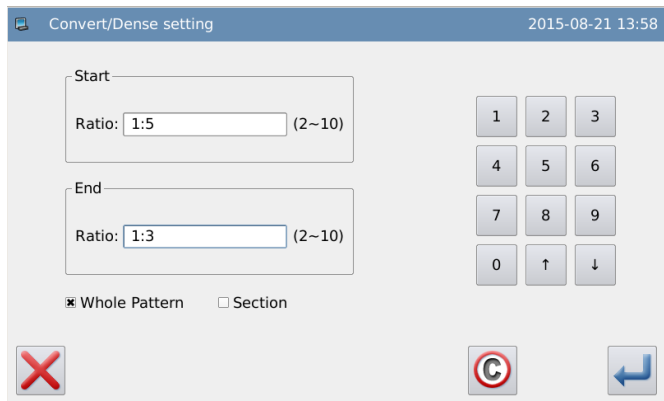 Convert/Dense setting 2015-08-21 13:58
Start
Ratio: 1:5 (2~10)
End
Ratio: 1:3 (2~10)
Whole Pattern Section
1 2 3
4 5 6
7 8 9
0 ↑ ↓
C